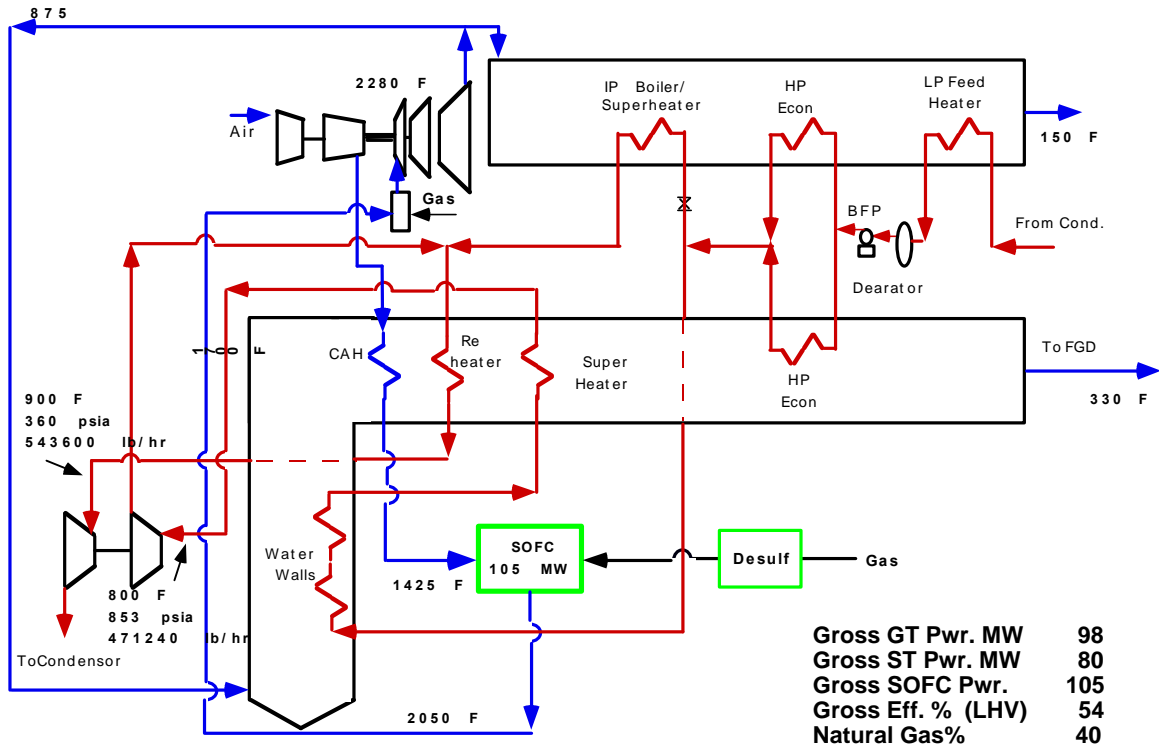 875
2280 F
IP Boiler/
Superheater
HP
Econ
LP Feed
Heater
Air
150 F
Gas
BFP
From Cond.
Dearator
1700 F
CAH
Re
heater
Super
Heater
HP
Econ
To FGD
330 F
900 F
360 psia
543600 lb/hr
Water
Walls
SOFC
105 MW
Desulf
Gas
1425 F
800 F
853 psia
471240 lb/hr
ToCondensor
2050 F
Gross GT Pwr. MW 98
Gross ST Pwr. MW 80
Gross SOFC Pwr. 105
Gross Eff. % (LHV) 54
Natural Gas% 40